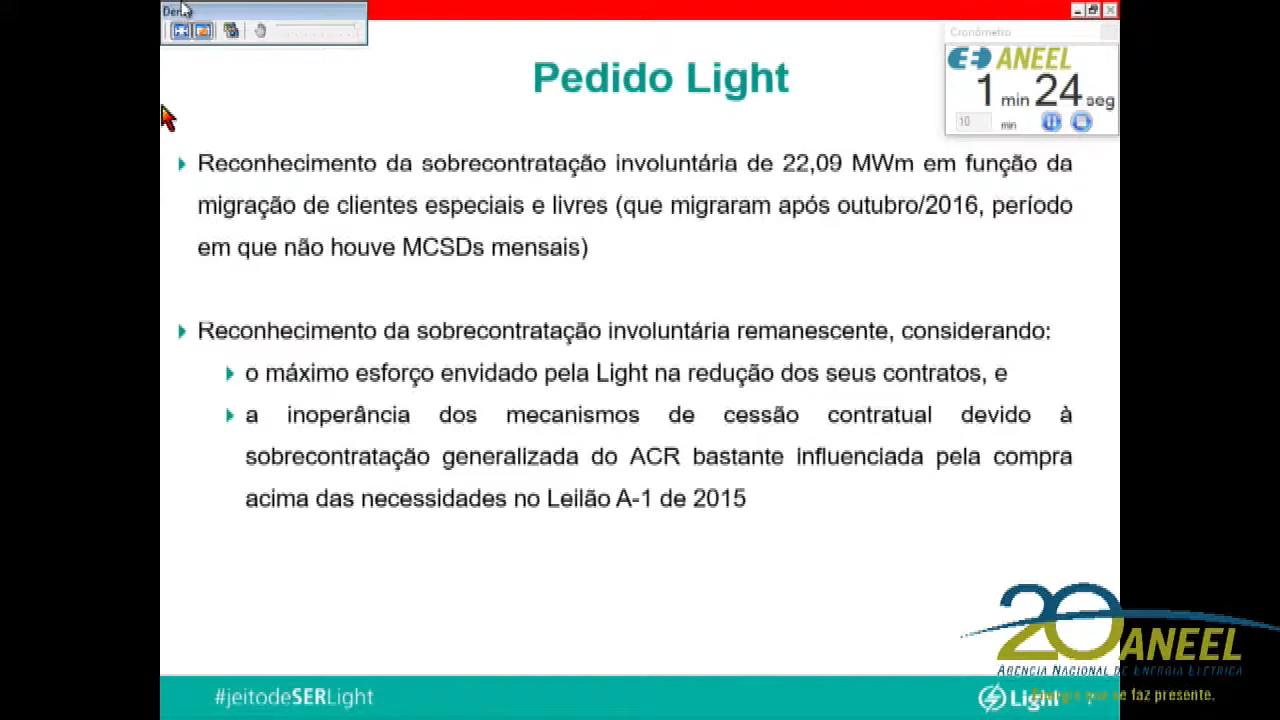 Pedido Light
Cronômetro
ANEEL
1 min 24 seg
10 min
Reconhecimento da sobrecontratação involuntária de 22,09 MWm em função da
migração de clientes especiais e livres (que migraram após outubro/2016, período
em que não houve MCSDs mensais)
Reconhecimento da sobrecontratação involuntária remanescente, considerando:
o máximo esforço envidado pela Light na redução dos seus contratos, e
a inoperância dos mecanismos de cessão contratual devido à
sobrecontratação generalizada do ACR bastante influenciada pela compra
acima das necessidades no Leilão A-1 de 2015
20 ANEEL
AGÊNCIA NACIONAL DE ENERGIA ELÉTRICA
#jeitodeSERLight
Light
se faz presente.